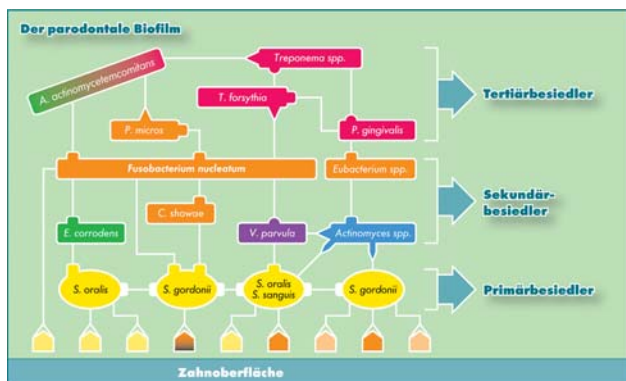 Der parodontale Biofilm
A. actinomycetemcomitans
Treponema spp.
T. forsythia
P. micros
P. gingivalis
Tertiärbesiedler
Fusobacterium nucleatum
Eubacterium spp.
C. showae
E. corrodens
V. parvula
Actinomyces spp.
Sekundär-
besiedler
S. oralis
S. gordonii
S. oralis
S. sanguis
S. gordonii
Primärbesiedler
Zahnoberfläche